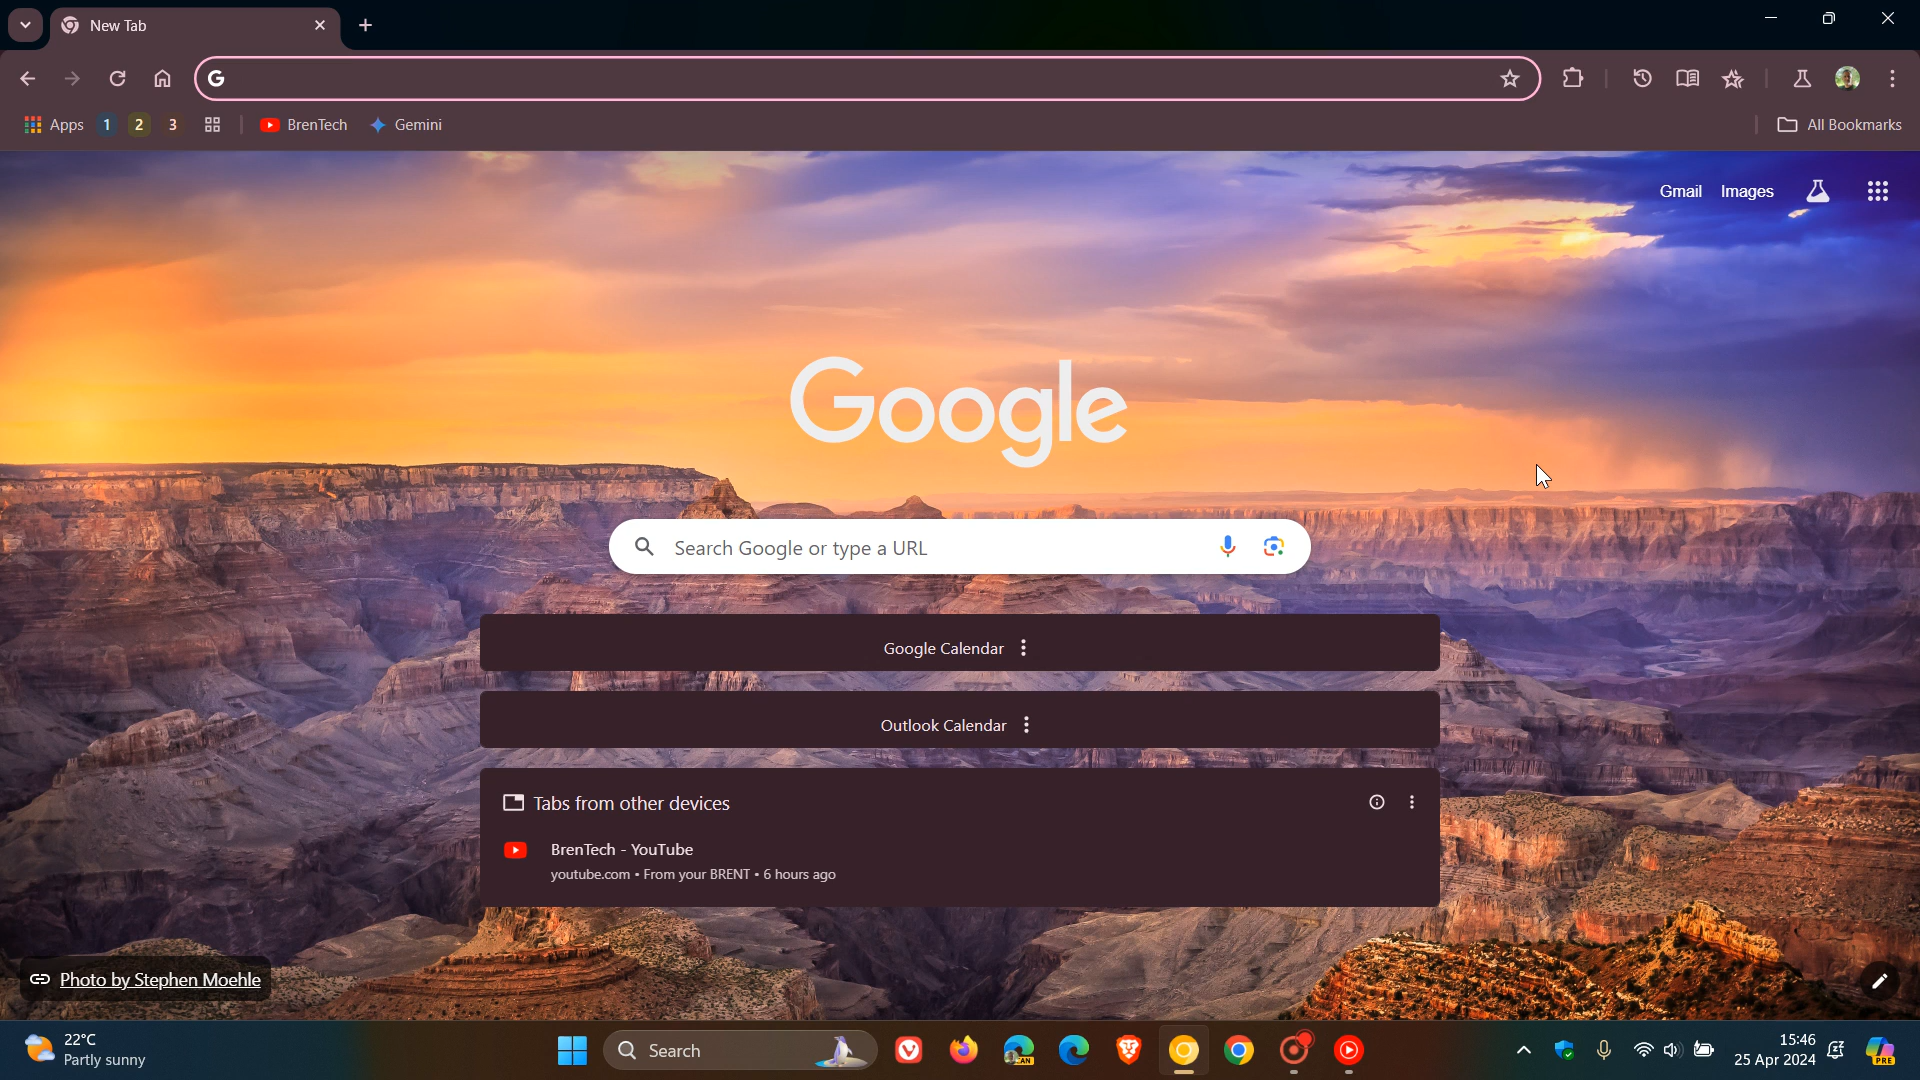 New Tab
Apps 1 2 3 BrenTech Gemini All Bookmarks
Gmail Images
Google
Search Google or type a URL
Google Calendar
Outlook Calendar
Tabs from other devices
BrenTech - YouTube
youtube.com • From your BRENT • 6 hours ago
Photo by Stephen Moehle
22°C
Partly sunny
Search
CAN
15:46
25 Apr 2024
PRE